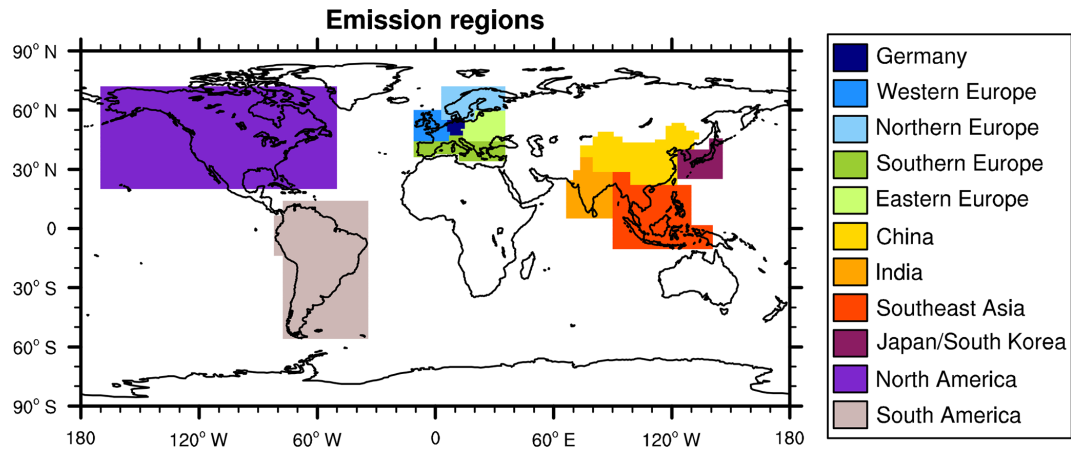 Emission regions
90° N
60° N
30° N
0
30° S
60° S
90° S
180
120° W
60° W
0
60° E
120° W
180
Germany
Western Europe
Northern Europe
Southern Europe
Eastern Europe
China
India
Southeast Asia
Japan/South Korea
North America
South America